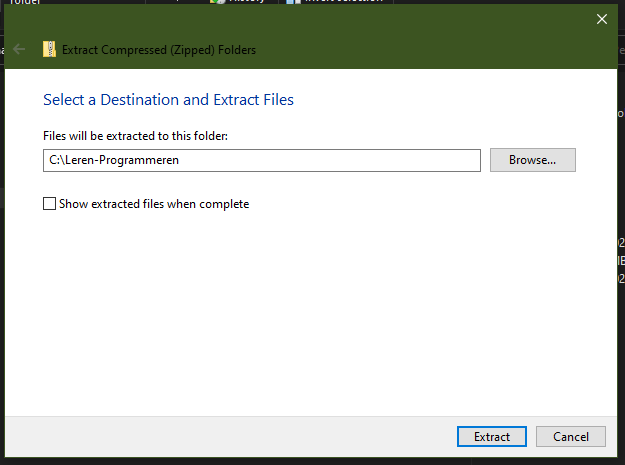 folder
History
Invert selection
Extract Compressed (Zipped) Folders
Select a Destination and Extract Files
Files will be extracted to this folder:
C:\Leren-Programmeren
Browse...
Show extracted files when complete
Extract
Cancel